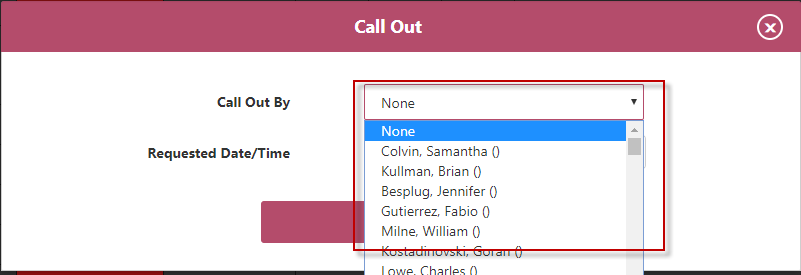 Call Out
Call Out By
None
None
Colvin, Samantha ()
Requested Date/Time
Kullman, Brian ()
Besplug, Jennifer ()
Gutierrez, Fabio ()
Milne, William ()
Kostadinovski, Goran ()
Lowe, Charles ()